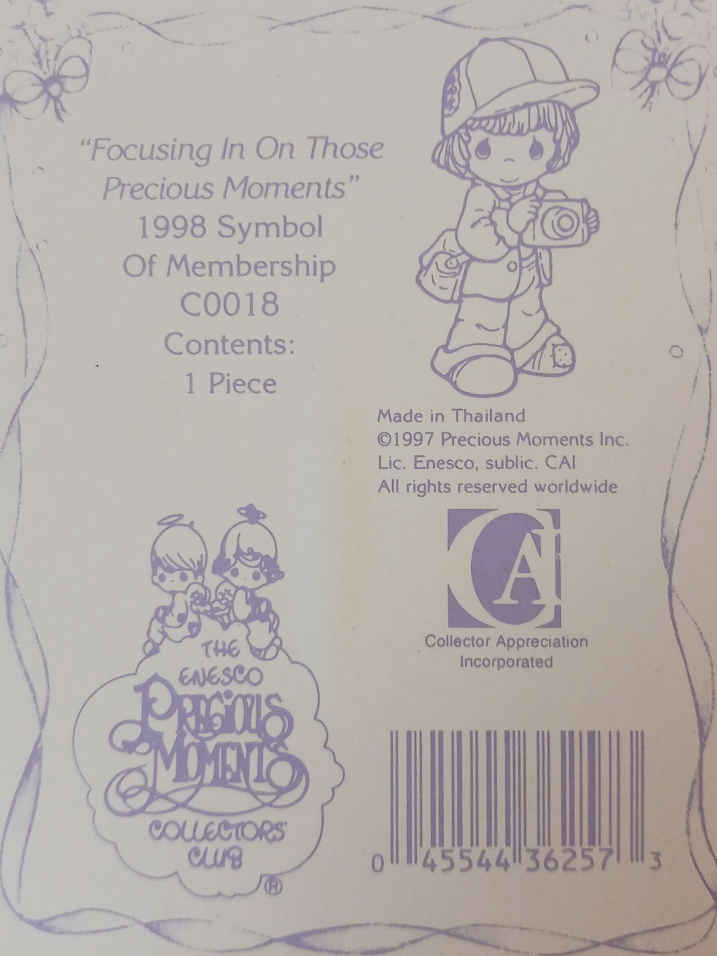 “Focusing In On Those
Precious Moments”
1998 Symbol
Of Membership
C0018
Contents:
1 Piece
Made in Thailand
©1997 Precious Moments Inc.
Lic. Enesco, sublic. CAI
All rights reserved worldwide
CAI
Collector Appreciation
Incorporated
THE
ENESCO
PRECIOUS
MOMENTS
COLLECTORS'
CLUB
®
0 45544 36257 3